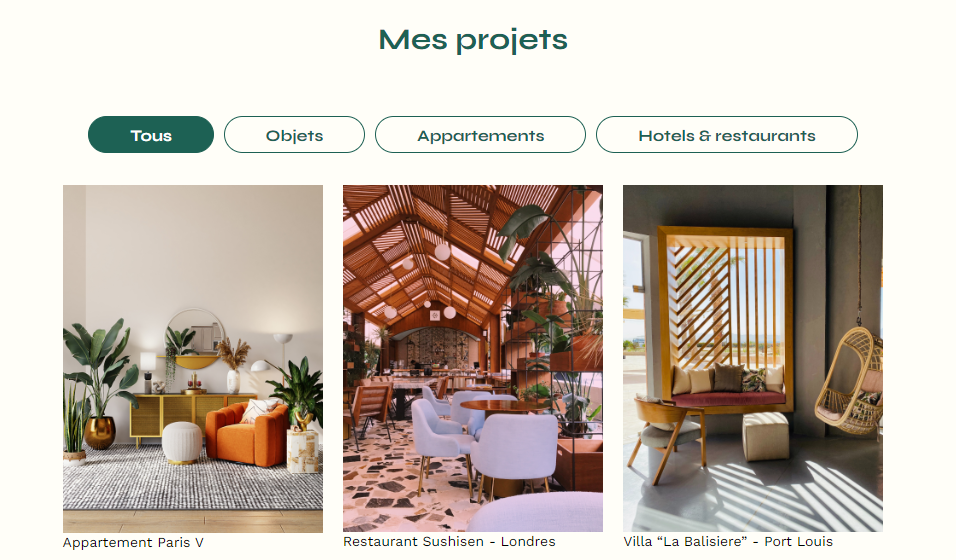 Mes projets
Tous
Objets
Appartements
Hotels & restaurants
Appartement Paris V
Restaurant Sushisen - Londres
Villa “La Balisiere” - Port Louis